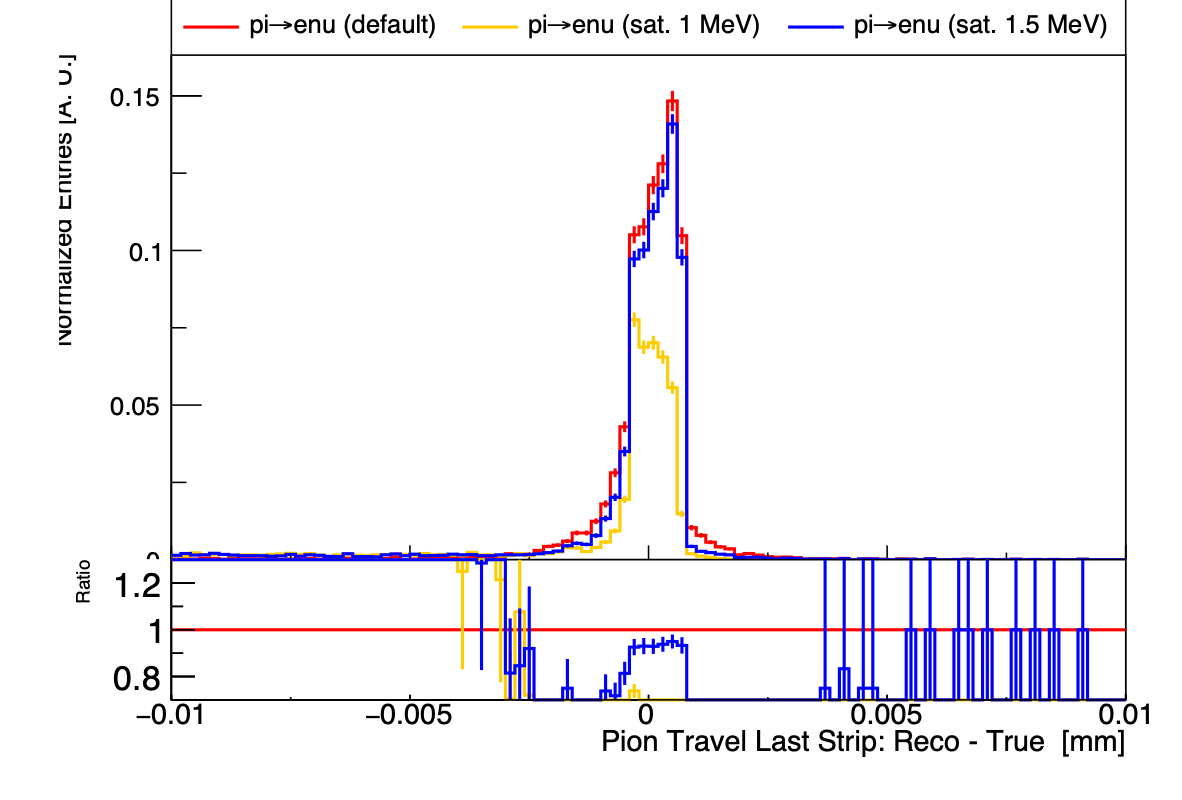 pi→enu (default) pi→enu (sat. 1 MeV) pi→enu (sat. 1.5 MeV)
Normalized Entries [A. U.]
0.15
0.1
0.05
0
Ratio
1.2
1
0.8
−0.01 −0.005 0 0.005 0.01
Pion Travel Last Strip: Reco - True [mm]